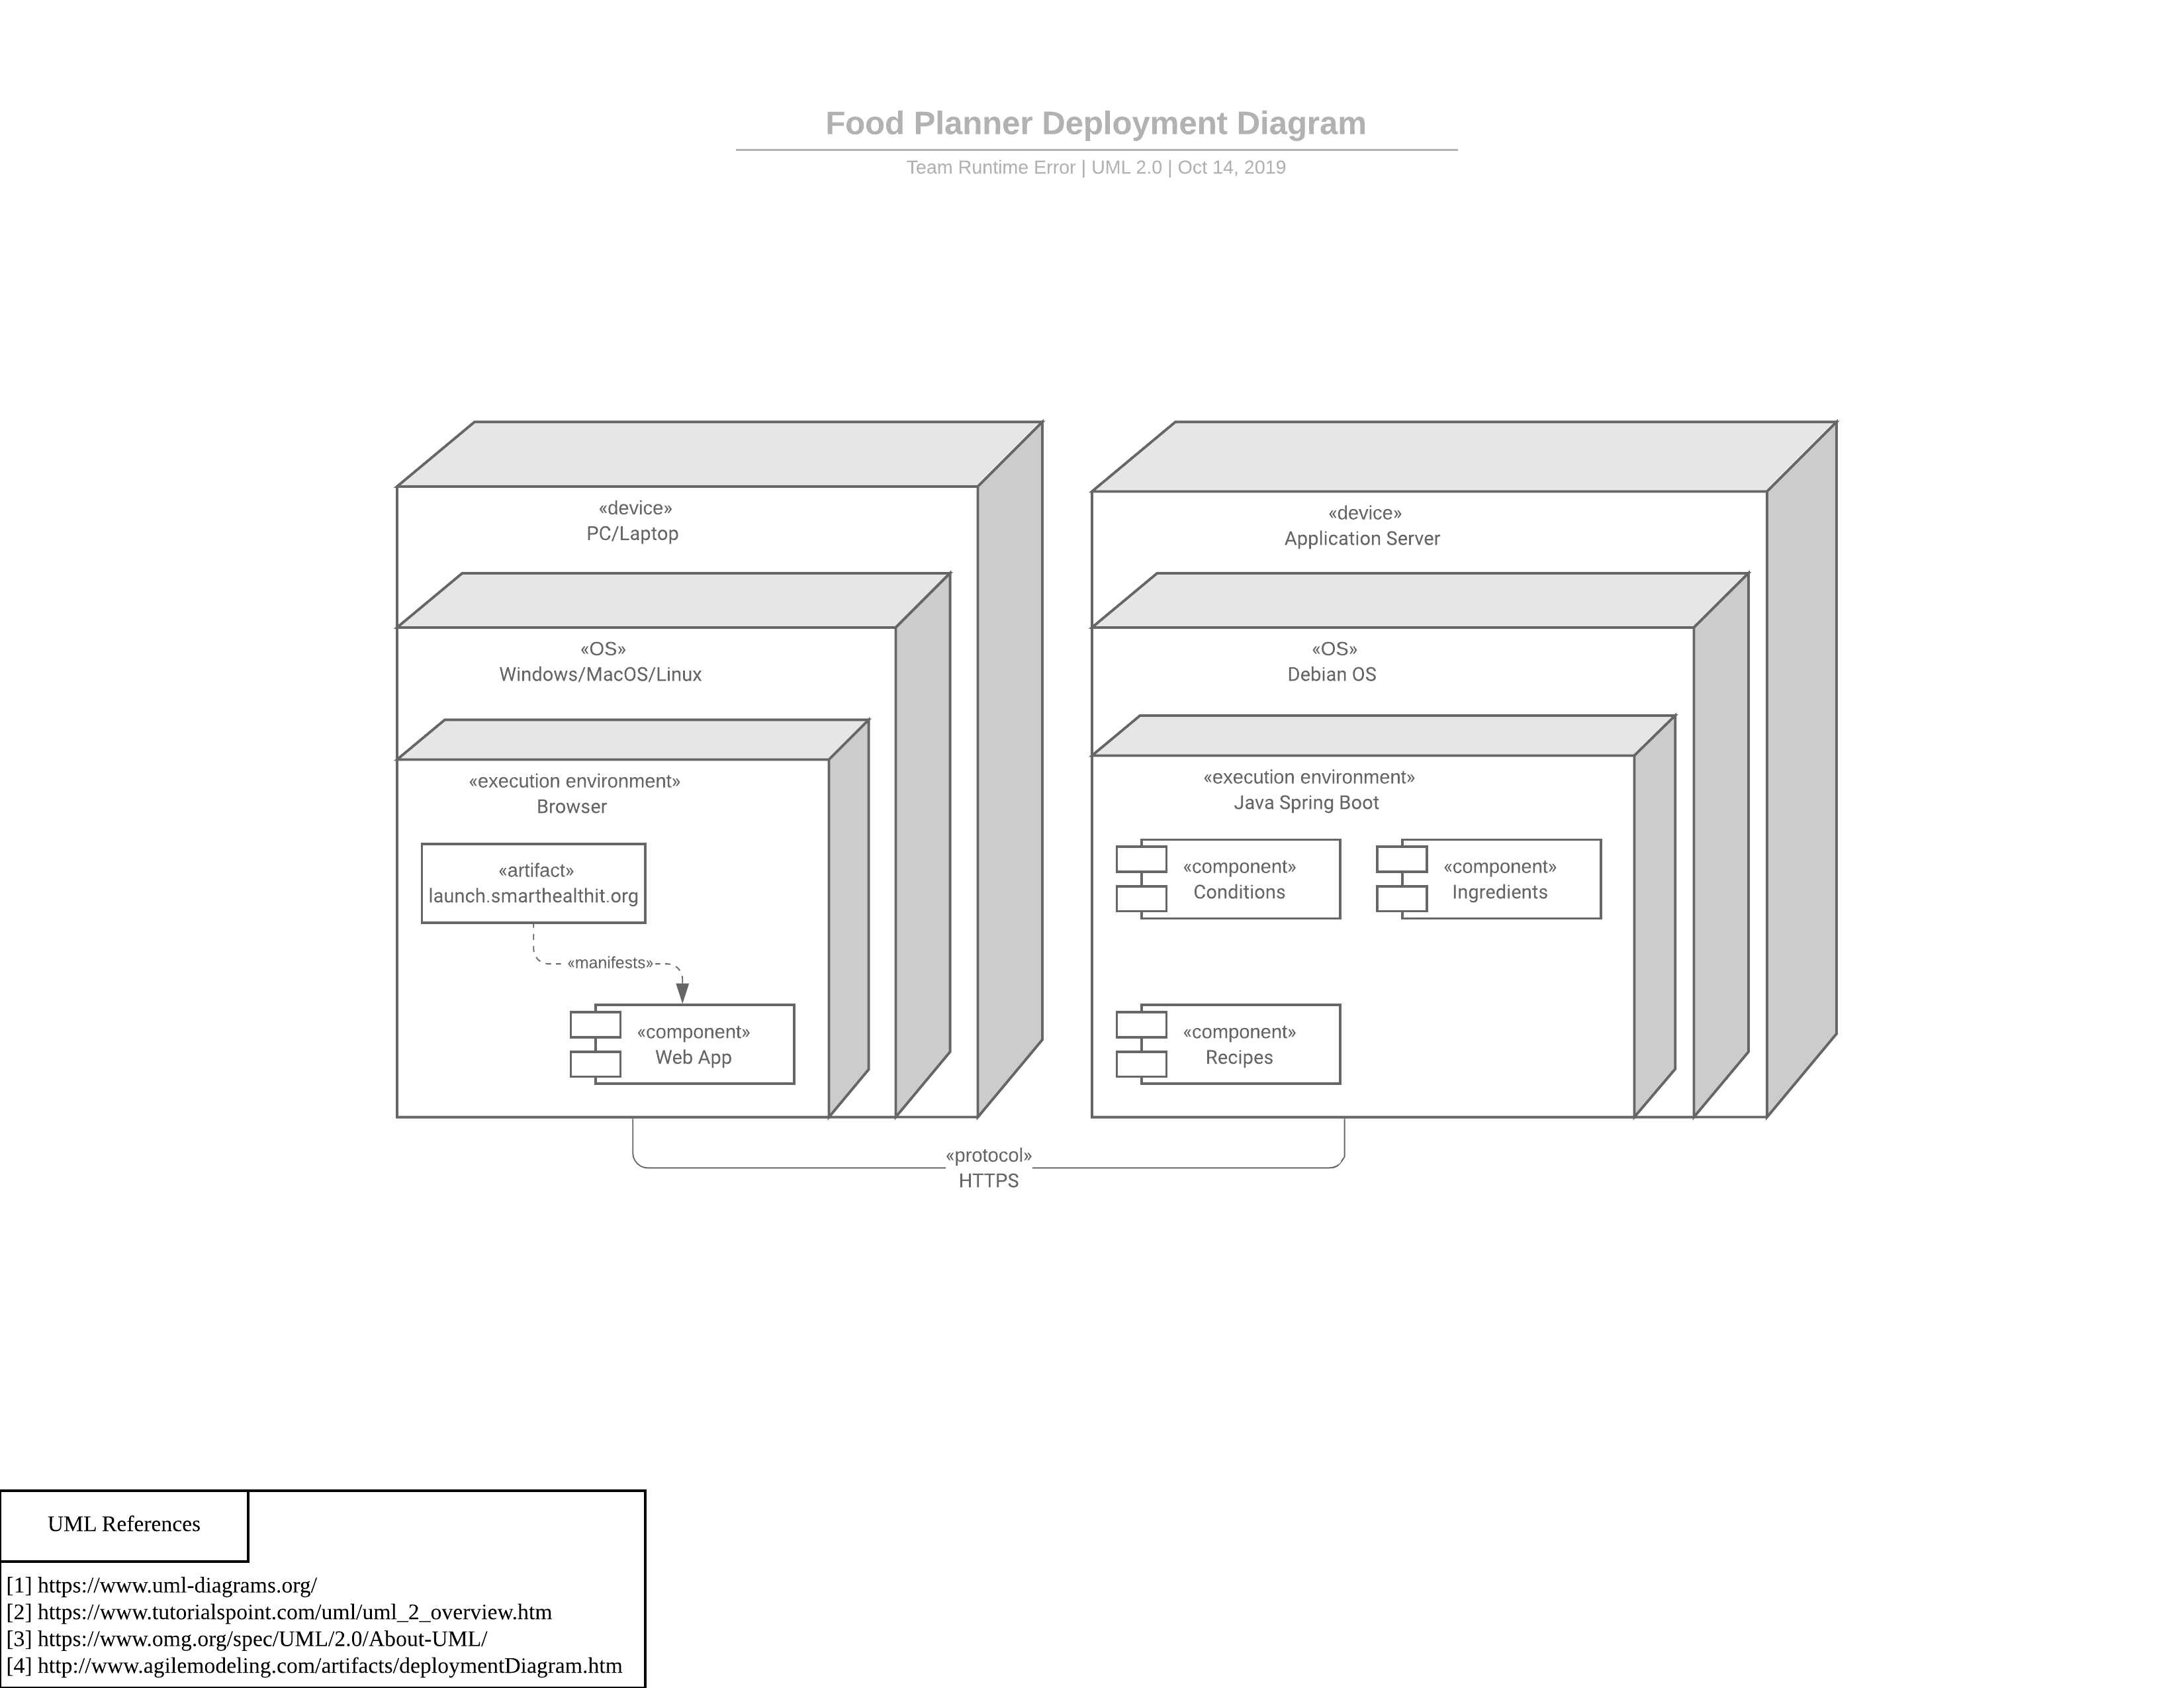 Food Planner Deployment Diagram
Team Runtime Error | UML 2.0 | Oct 14, 2019
«device»
PC/Laptop
«OS»
Windows/MacOS/Linux
«execution environment»
Browser
«artifact»
launch.smarthealthit.org
«manifests»
«component»
Web App
«device»
Application Server
«OS»
Debian OS
«execution environment»
Java Spring Boot
«component»
Conditions
«component»
Ingredients
«component»
Recipes
«protocol»
HTTPS
UML References
[1] https://www.uml-diagrams.org/
[2] https://www.tutorialspoint.com/uml/uml_2_overview.htm
[3] https://www.omg.org/spec/UML/2.0/About-UML/
[4] http://www.agilemodeling.com/artifacts/deploymentDiagram.htm